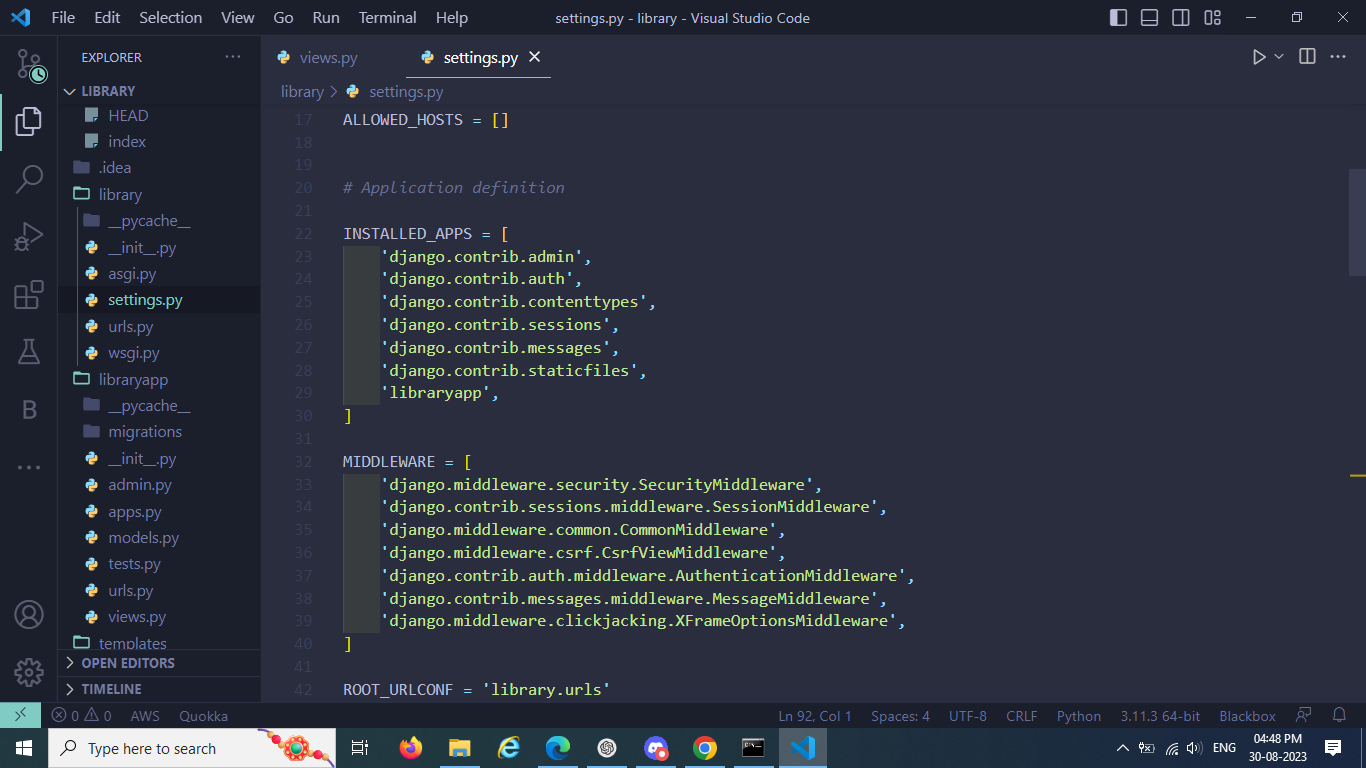 File Edit Selection View Go Run Terminal Help
settings.py - library - Visual Studio Code
EXPLORER
LIBRARY
HEAD
index
.idea
library
__pycache__
__init__.py
asgi.py
settings.py
urls.py
wsgi.py
libraryapp
__pycache__
migrations
__init__.py
admin.py
apps.py
models.py
tests.py
urls.py
views.py
templates
OPEN EDITORS
TIMELINE
B
views.py settings.py
library > settings.py
17 ALLOWED_HOSTS = []
18
19
20 # Application definition
21
22 INSTALLED_APPS = [
23 'django.contrib.admin',
24 'django.contrib.auth',
25 'django.contrib.contenttypes',
26 'django.contrib.sessions',
27 'django.contrib.messages',
28 'django.contrib.staticfiles',
29 'libraryapp',
30 ]
31
32 MIDDLEWARE = [
33 'django.middleware.security.SecurityMiddleware',
34 'django.contrib.sessions.middleware.SessionMiddleware',
35 'django.middleware.common.CommonMiddleware',
36 'django.middleware.csrf.CsrfViewMiddleware',
37 'django.contrib.auth.middleware.AuthenticationMiddleware',
38 'django.contrib.messages.middleware.MessageMiddleware',
39 'django.middleware.clickjacking.XFrameOptionsMiddleware',
40 ]
41
42 ROOT_URLCONF = 'library.urls'
0 0 AWS Quokka
Ln 92, Col 1 Spaces: 4 UTF-8 CRLF Python 3.11.3 64-bit Blackbox
Type here to search
ENG
04:48 PM
30-08-2023